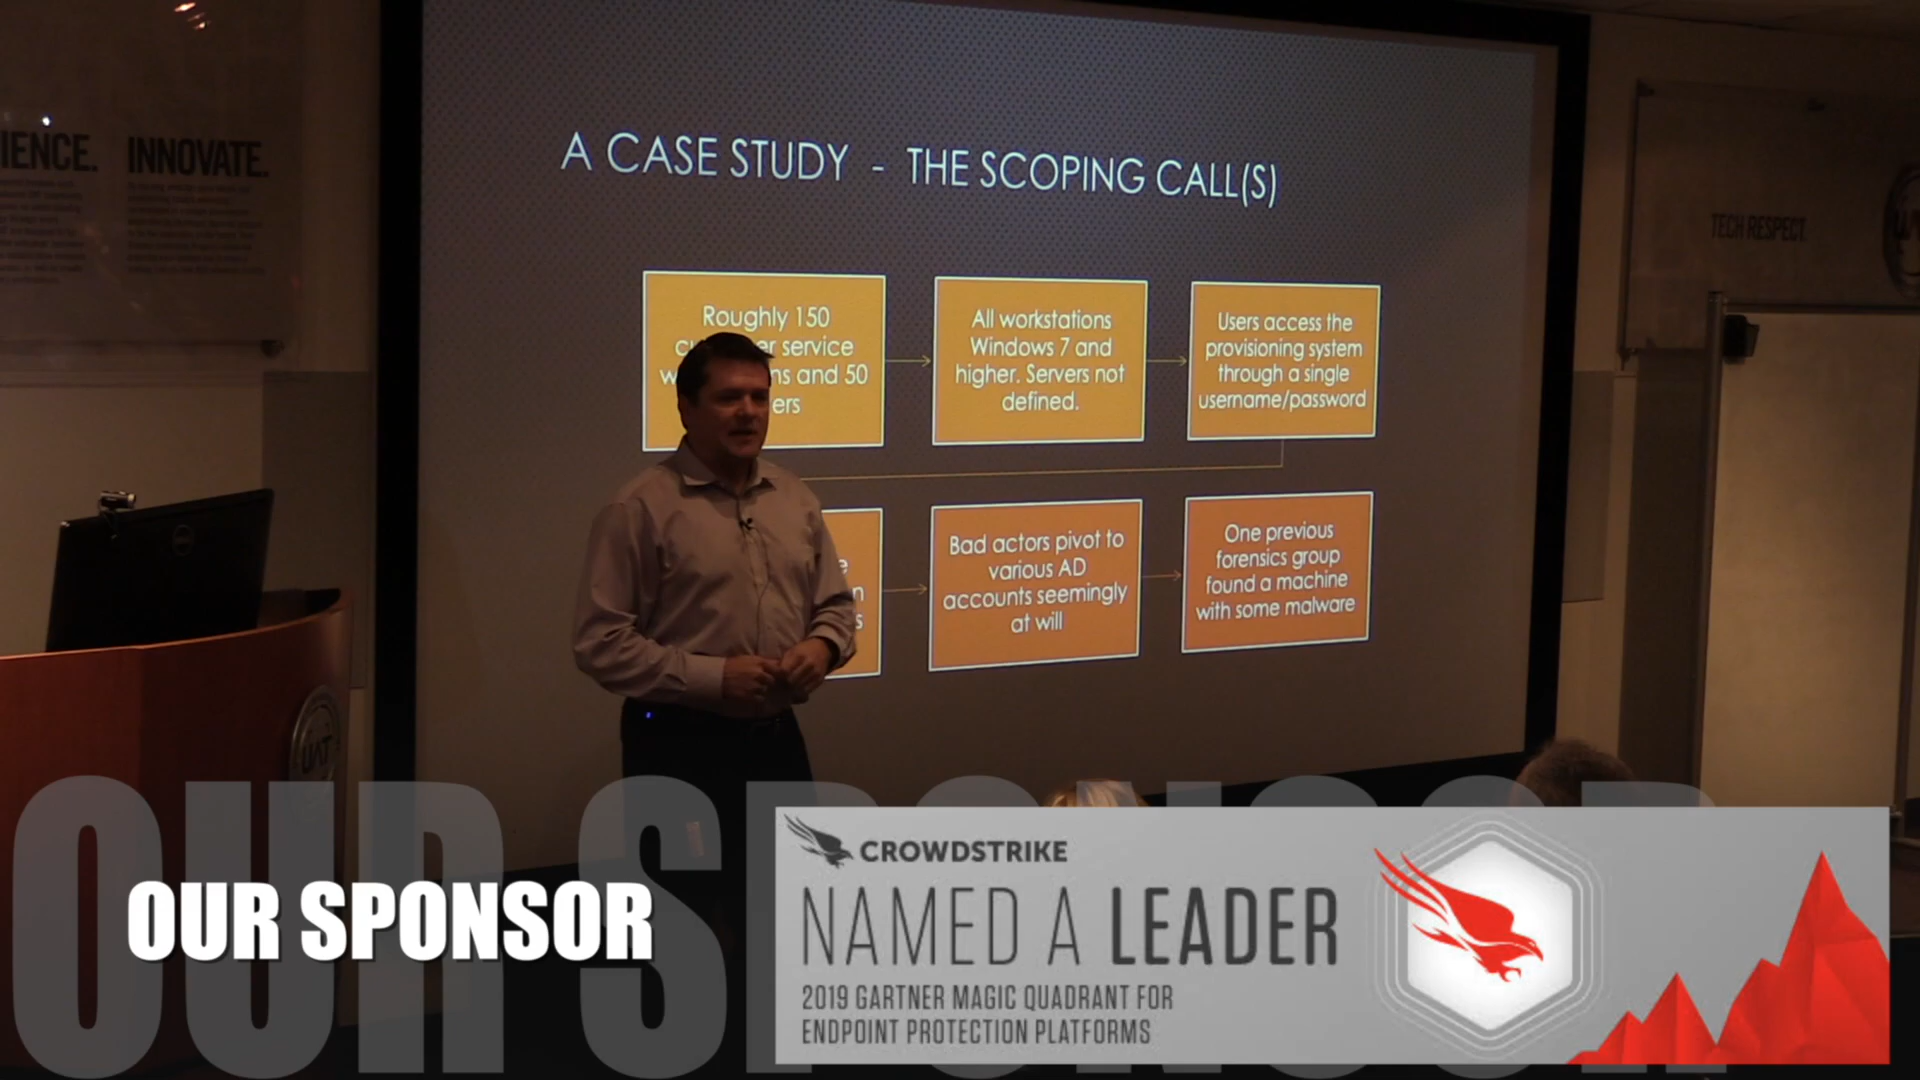 IENCE.
INNOVATE.
A CASE STUDY - THE SCOPING CALL(S)
TECH RESPECT.
Roughly 150
er service
ns and 50
ers
All workstations
Windows 7 and
higher. Servers not
defined.
Users access the
provisioning system
through a single
username/password
e
n
s
Bad actors pivot to
various AD
accounts seemingly
at will
One previous
forensics group
found a machine
with some malware
UAT
OUR SPONSOR
OUR SPONSOR
CROWDSTRIKE
NAMED A LEADER
2019 GARTNER MAGIC QUADRANT FOR
ENDPOINT PROTECTION PLATFORMS